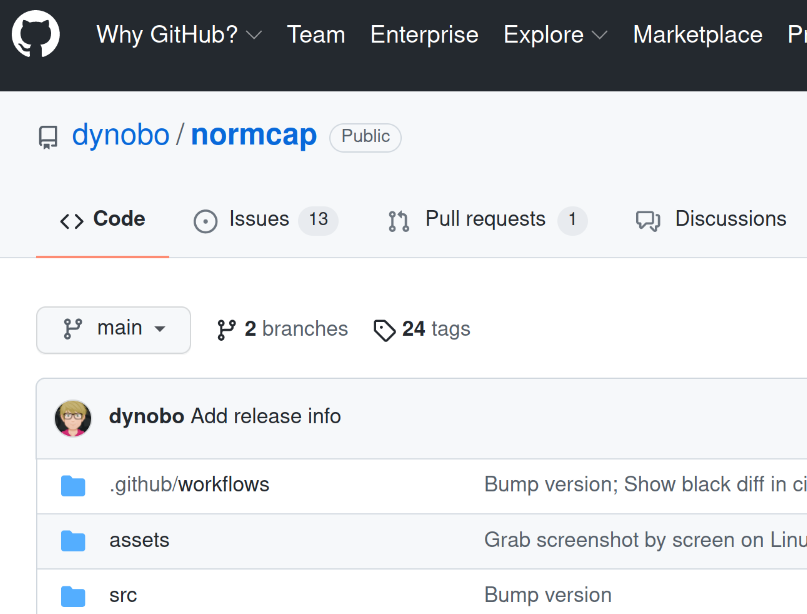 Why GitHub? Team Enterprise Explore Marketplace
dynobo / normcap Public
Code Issues 13 Pull requests 1 Discussions
main 2 branches 24 tags
dynobo Add release info
.github/workflows Bump version; Show black diff in ci
assets Grab screenshot by screen on Linu
src Bump version